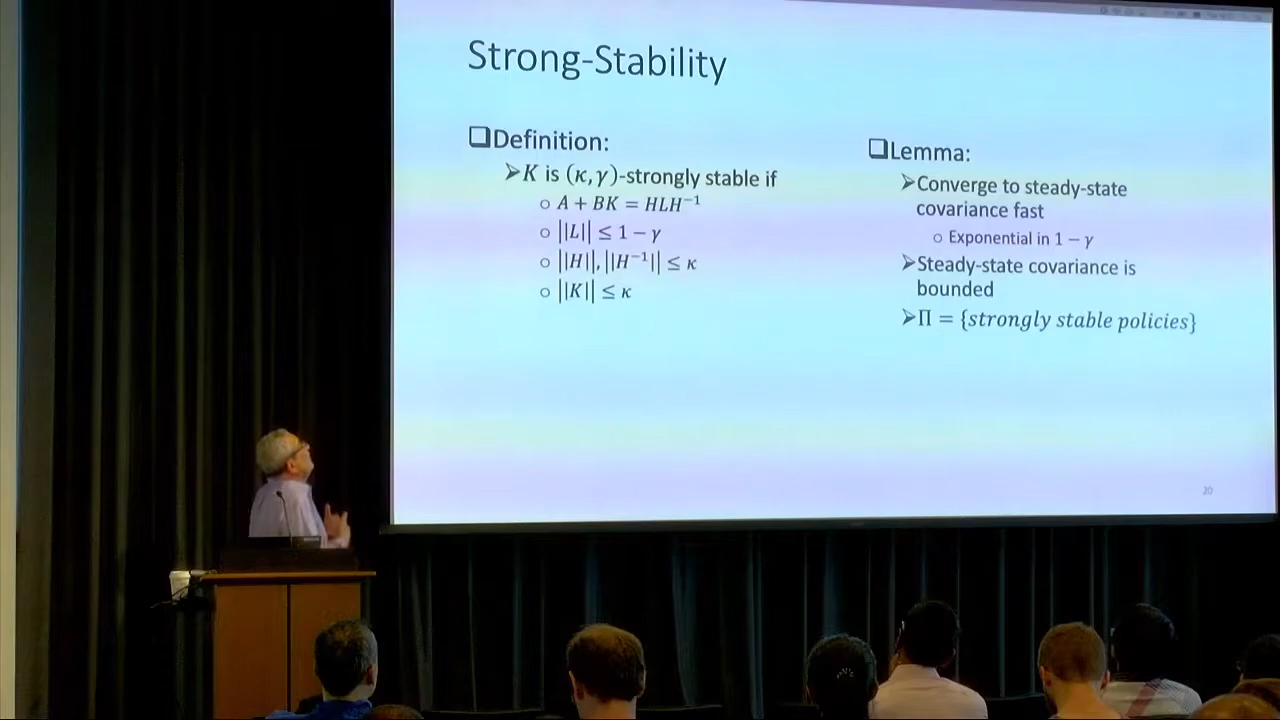 Strong-Stability
❑Definition:
➢K is (κ, γ)-strongly stable if
○ A + BK = HLH⁻¹
○ ||L|| ≤ 1 − γ
○ ||H||, ||H⁻¹|| ≤ κ
○ ||K|| ≤ κ
❑Lemma:
➢Converge to steady-state
covariance fast
○ Exponential in 1 − γ
➢Steady-state covariance is
bounded
➢Π = {strongly stable policies}
20